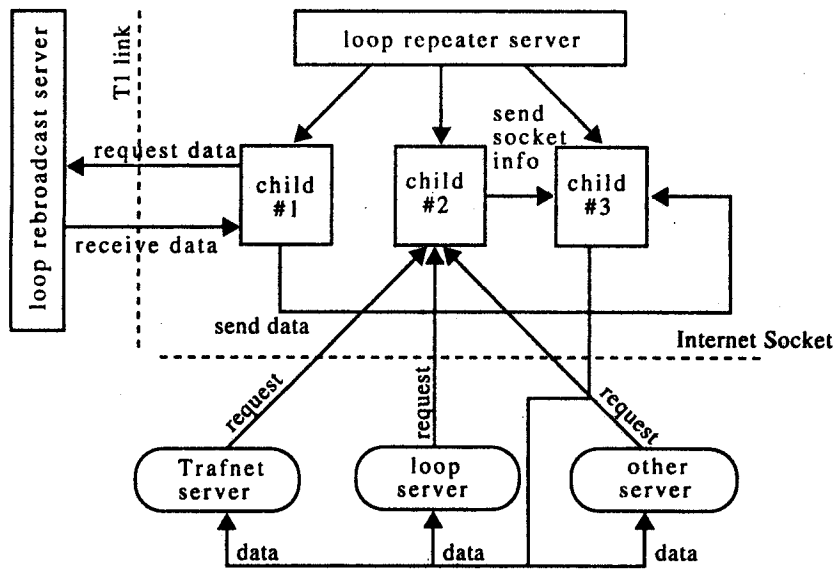 loop rebroadcast server
T1 link
loop repeater server
send
socket
info
request data
child
#1
child
#2
child
#3
receive data
send data
Internet Socket
request
request
request
Trafnet
server
loop
server
other
server
data
data
data